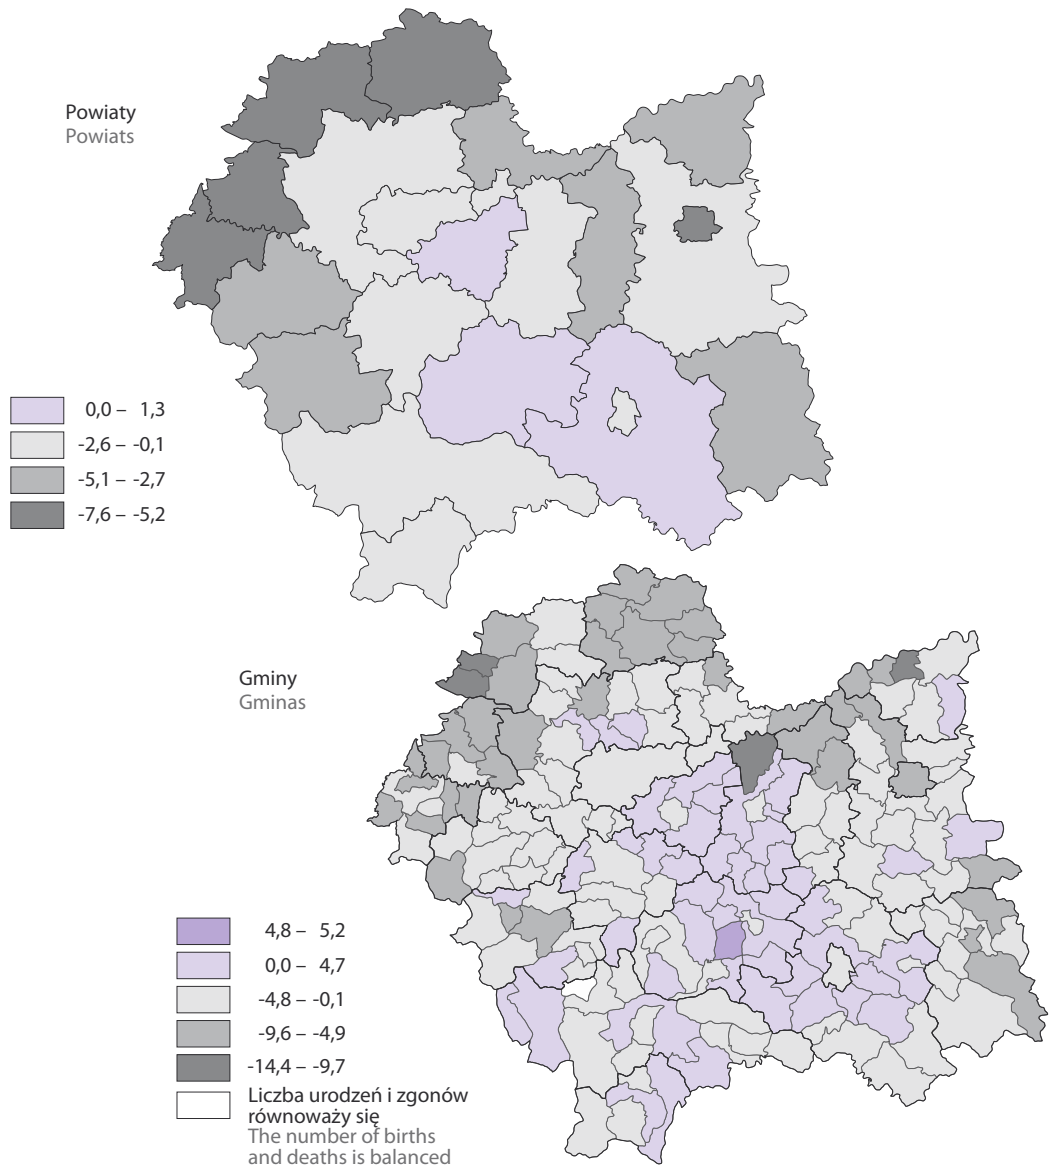 Powiaty
Powiats
0,0 – 1,3
-2,6 – -0,1
-5,1 – -2,7
-7,6 – -5,2
Gminy
Gminas
4,8 – 5,2
0,0 – 4,7
-4,8 – -0,1
-9,6 – -4,9
-14,4 – -9,7
Liczba urodzeń i zgonów
równoważy się
The number of births
and deaths is balanced